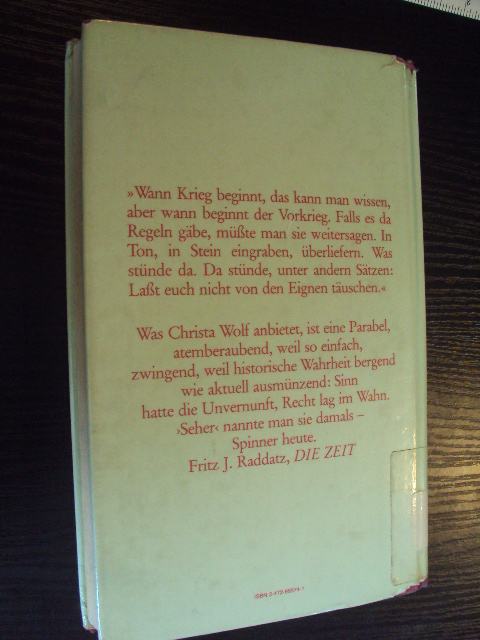 »Wann Krieg beginnt, das kann man wissen,
aber wann beginnt der Vorkrieg. Falls es da
Regeln gäbe, müßte man sie weitersagen. In
Ton, in Stein eingraben, überliefern. Was
stünde da. Da stünde, unter andern Sätzen:
Laßt euch nicht von den Eignen täuschen.«
Was Christa Wolf anbietet, ist eine Parabel,
atemberaubend, weil so einfach,
zwingend, weil historische Wahrheit bergend
wie aktuell ausmünzend: Sinn
hatte die Unvernunft, Recht lag im Wahn.
›Seher‹ nannte man sie damals –
Spinner heute.
Fritz J. Raddatz, DIE ZEIT
ISBN